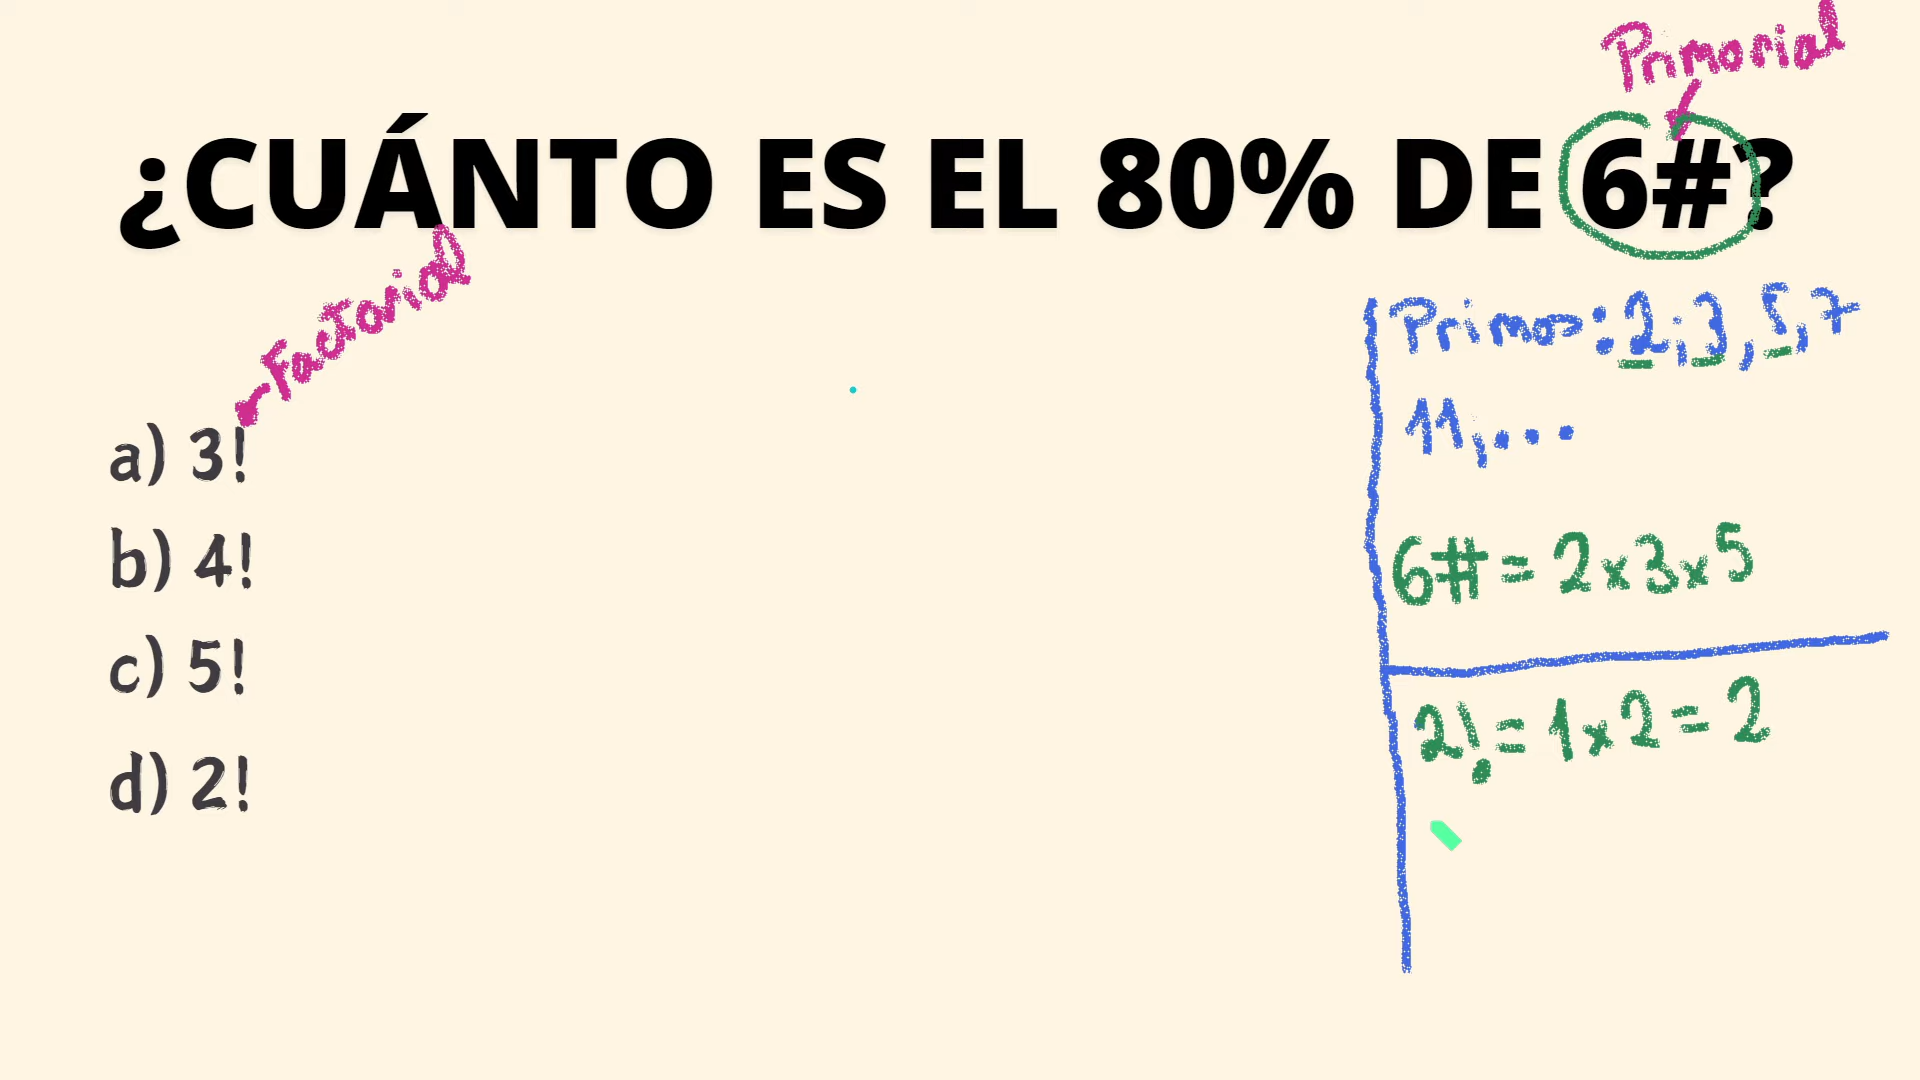 Primorial
¿CUÁNTO ES EL 80% DE 6#?
Factorial
a) 3!
b) 4!
c) 5!
d) 2!
Primos: 2, 3, 5, 7
11, ...
6# = 2x3x5
2! = 1x2 = 2